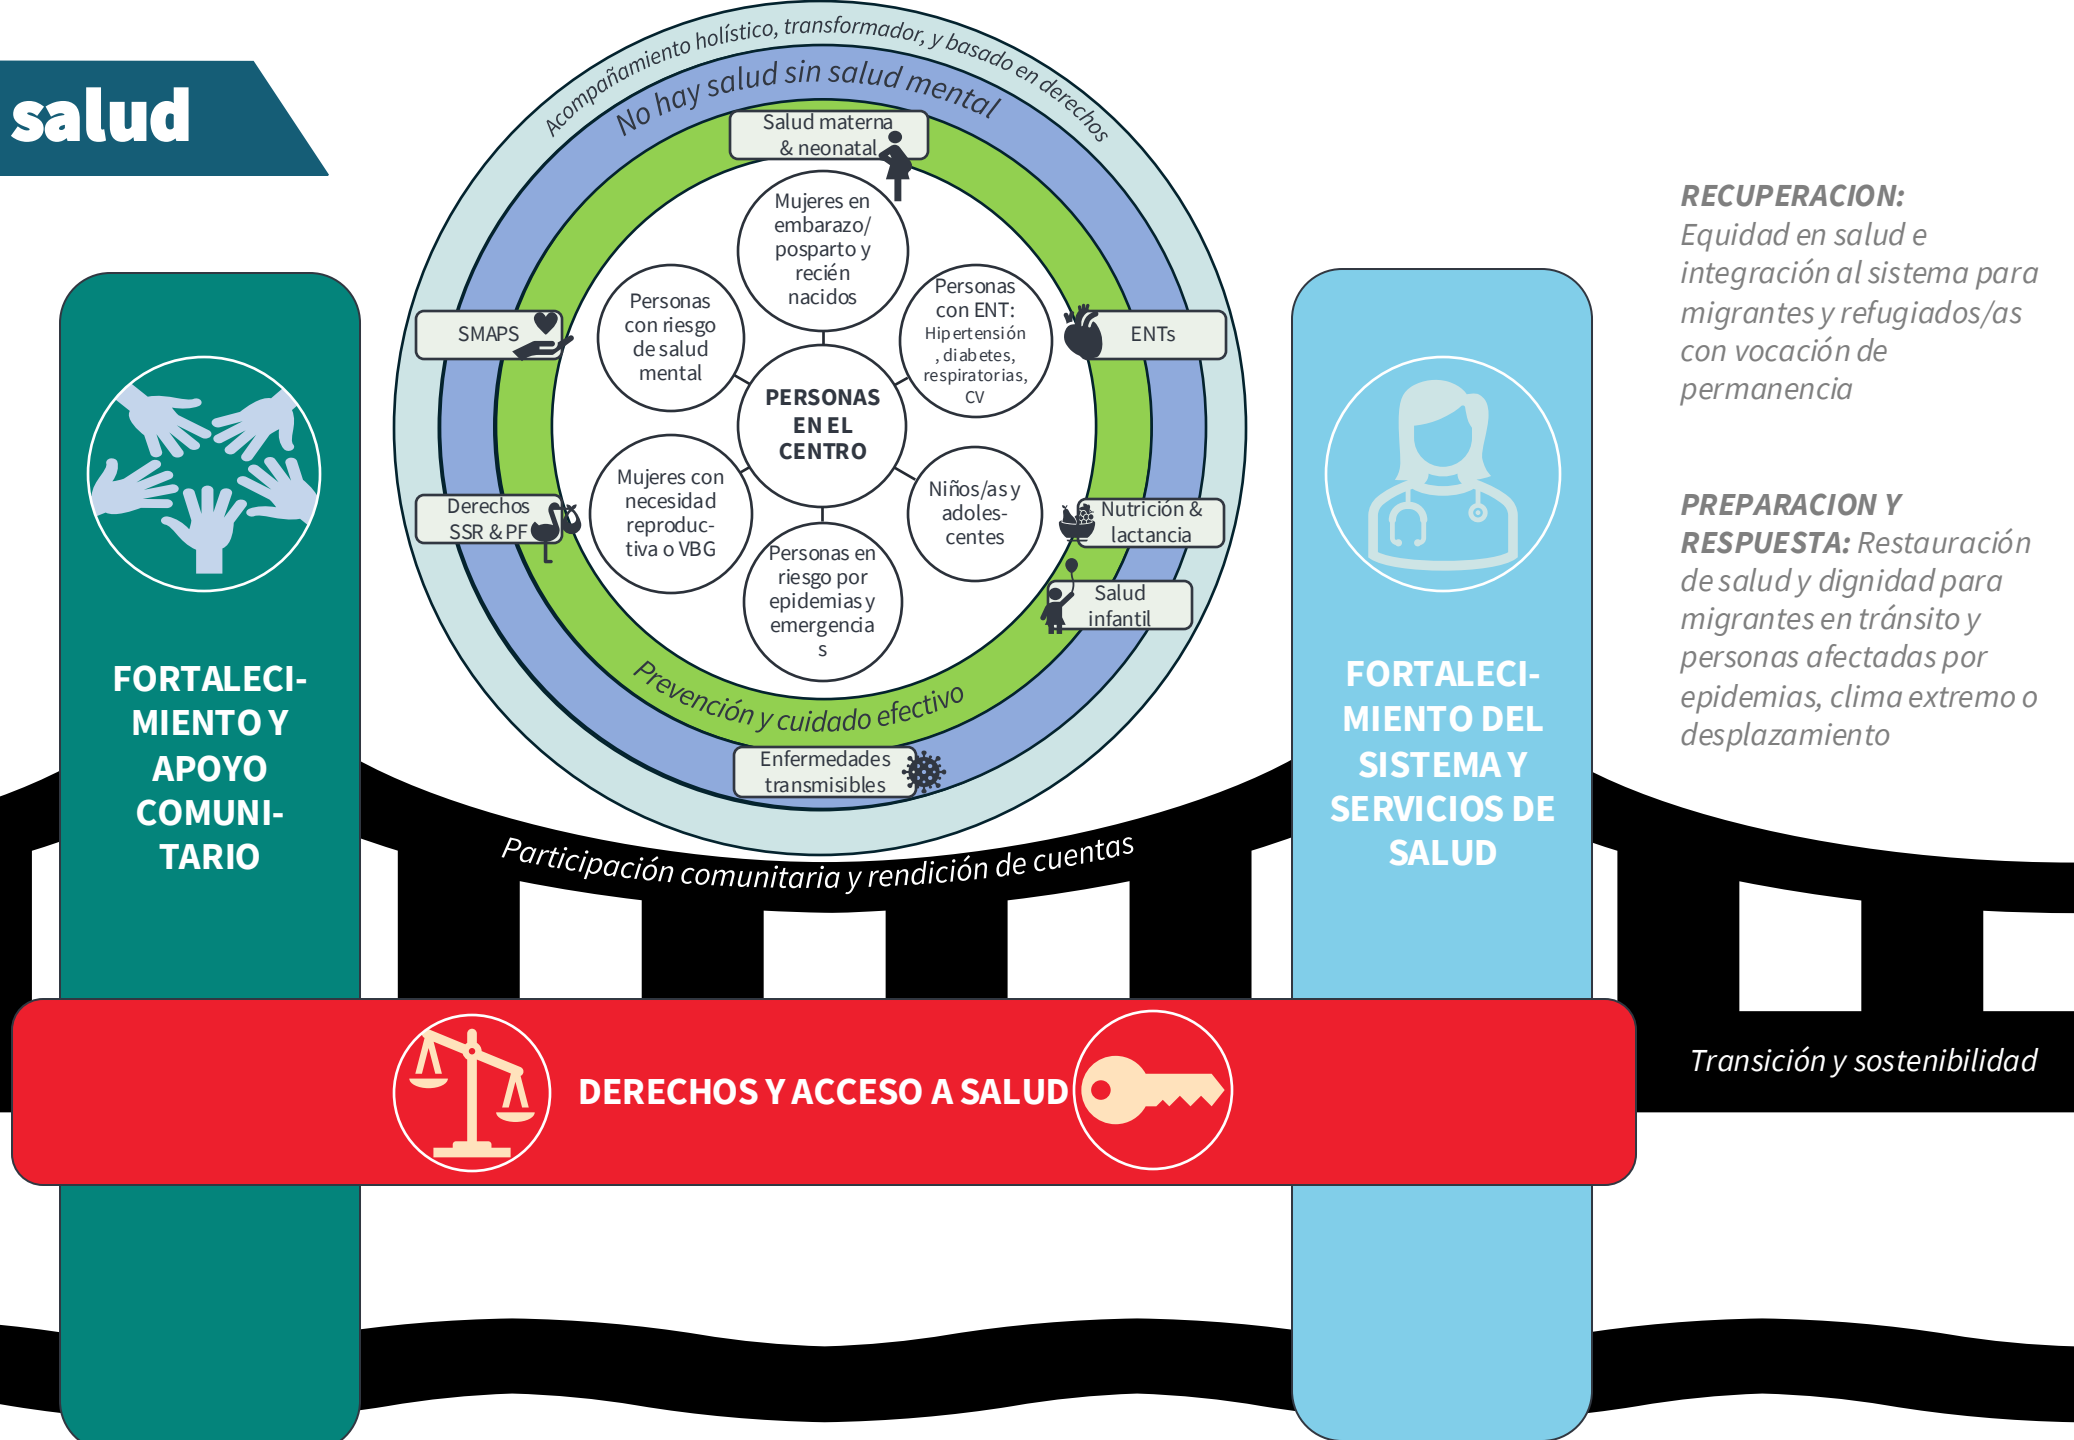 salud
Acompañamiento holístico, transformador, y basado en derechos
No hay salud sin salud mental
Salud materna
& neonatal
Mujeres en
embarazo/
posparto y
recién
nacidos
Personas
con riesgo
de salud
mental
Personas
con ENT:
Hipertensión
, diabetes,
respiratorias,
CV
SMAPS
ENTs
PERSONAS
EN EL
CENTRO
Mujeres con
necesidad
reproduc-
tiva o VBG
Niños/as y
adoles-
centes
Derechos
SSR & PF
Nutrición &
lactancia
Personas en
riesgo por
epidemias y
emergencia
s
Salud
infantil
Prevención y cuidado efectivo
Enfermedades
transmisibles
Participación comunitaria y rendición de cuentas
FORTALECI-
MIENTO Y
APOYO
COMUNI-
TARIO
FORTALECI-
MIENTO DEL
SISTEMA Y
SERVICIOS DE
SALUD
RECUPERACION:
Equidad en salud e
integración al sistema para
migrantes y refugiados/as
con vocación de
permanencia
PREPARACION Y
RESPUESTA: Restauración
de salud y dignidad para
migrantes en tránsito y
personas afectadas por
epidemias, clima extremo o
desplazamiento
DERECHOS Y ACCESO A SALUD
Transición y sostenibilidad